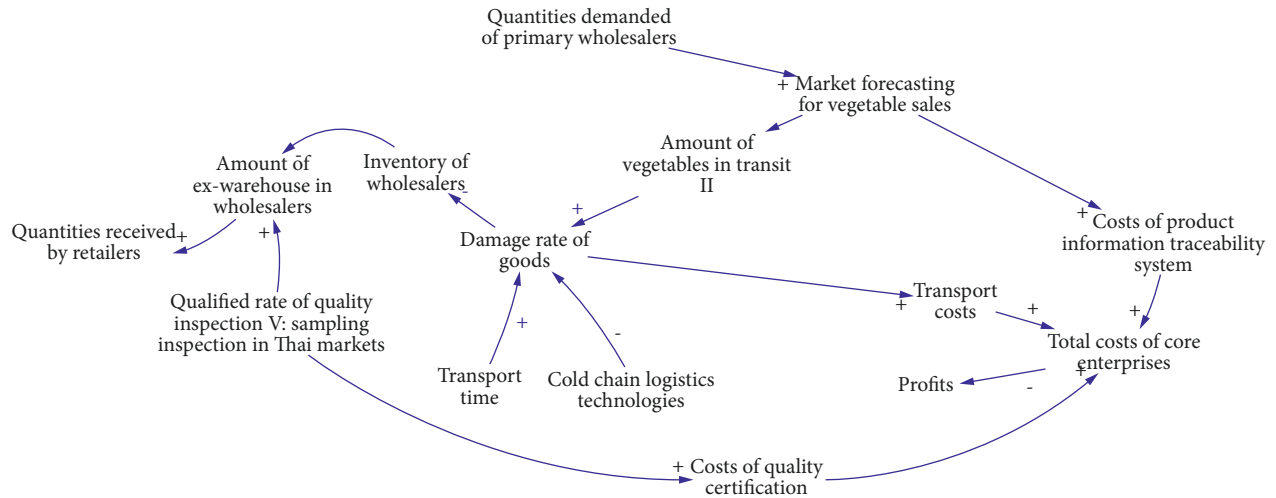 Quantities demanded
of primary wholesalers
+ Market forecasting
for vegetable sales
Amount of
vegetables in transit
II
+
Amount of
-
ex-warehouse in
wholesalers
Inventory of
wholesalers
-
Quantities received
by retailers
+
+
Damage rate of
goods
+ Costs of product
information traceability
system
Qualified rate of quality
inspection V: sampling
inspection in Thai markets
+
-
Transport
time
Cold chain logistics
technologies
+
Transport
costs
+
+
Total costs of core
enterprises
+
-
Profits
+ Costs of quality
certification